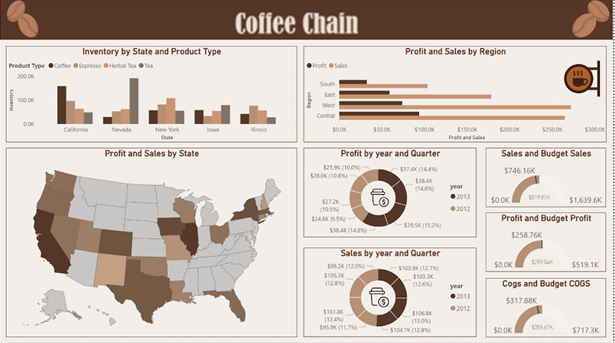 Coffee Chain
Inventory by State and Product Type
Product Type Coffee Espresso Herbal Tea Tea
200.0K
100.0K
0.0K
Inventory
California Nevada New York Iowa Illinois
State
Profit and Sales by Region
Profit Sales
Region
South
East
West
Central
$0.0K $50.0K $100.0K $150.0K $200.0K $250.0K $300.0K
Profit and Sales
Profit and Sales by State
Profit by year and Quarter
$25.9K (10.0%)
$28.0K (10.8%)
$27.2K
(10.5%)
$24.8K (9.5%)
$38.4K (14.8%)
$37.4K (14.4%)
$38.4K
(14.8%)
$39.5K (15.2%)
year
2013
2012
Sales by year and Quarter
$98.2K (12.0%)
$105.3K
(12.8%)
$101.8K
(12.4%)
$95.9K (11.7%)
$103.9K (12.7%)
$103.3K
(12.6%)
$106.8K
(13.0%)
$104.7K (12.8%)
year
2013
2012
Sales and Budget Sales
$746.16K
$0.0K
$819.81K
$1,639.6K
Profit and Budget Profit
$258.76K
$0.0K
$259.54K
$519.1K
Cogs and Budget COGS
$317.88K
$0.0K
$358.67K
$717.3K